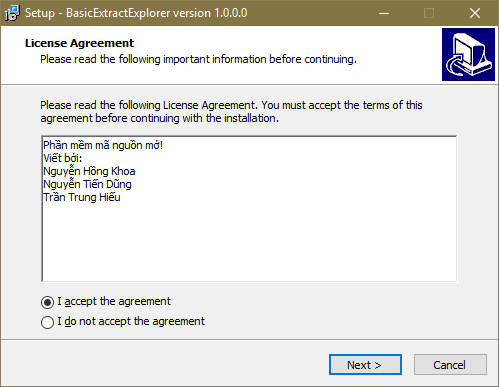 Setup - BasicExtractExplorer version 1.0.0.0
License Agreement
Please read the following important information before continuing.
Please read the following License Agreement. You must accept the terms of this
agreement before continuing with the installation.
Phần mềm mã nguồn mở!
Viết bởi:
Nguyễn Hồng Khoa
Nguyễn Tiến Dũng
Trần Trung Hiếu
I accept the agreement
I do not accept the agreement
Next >
Cancel